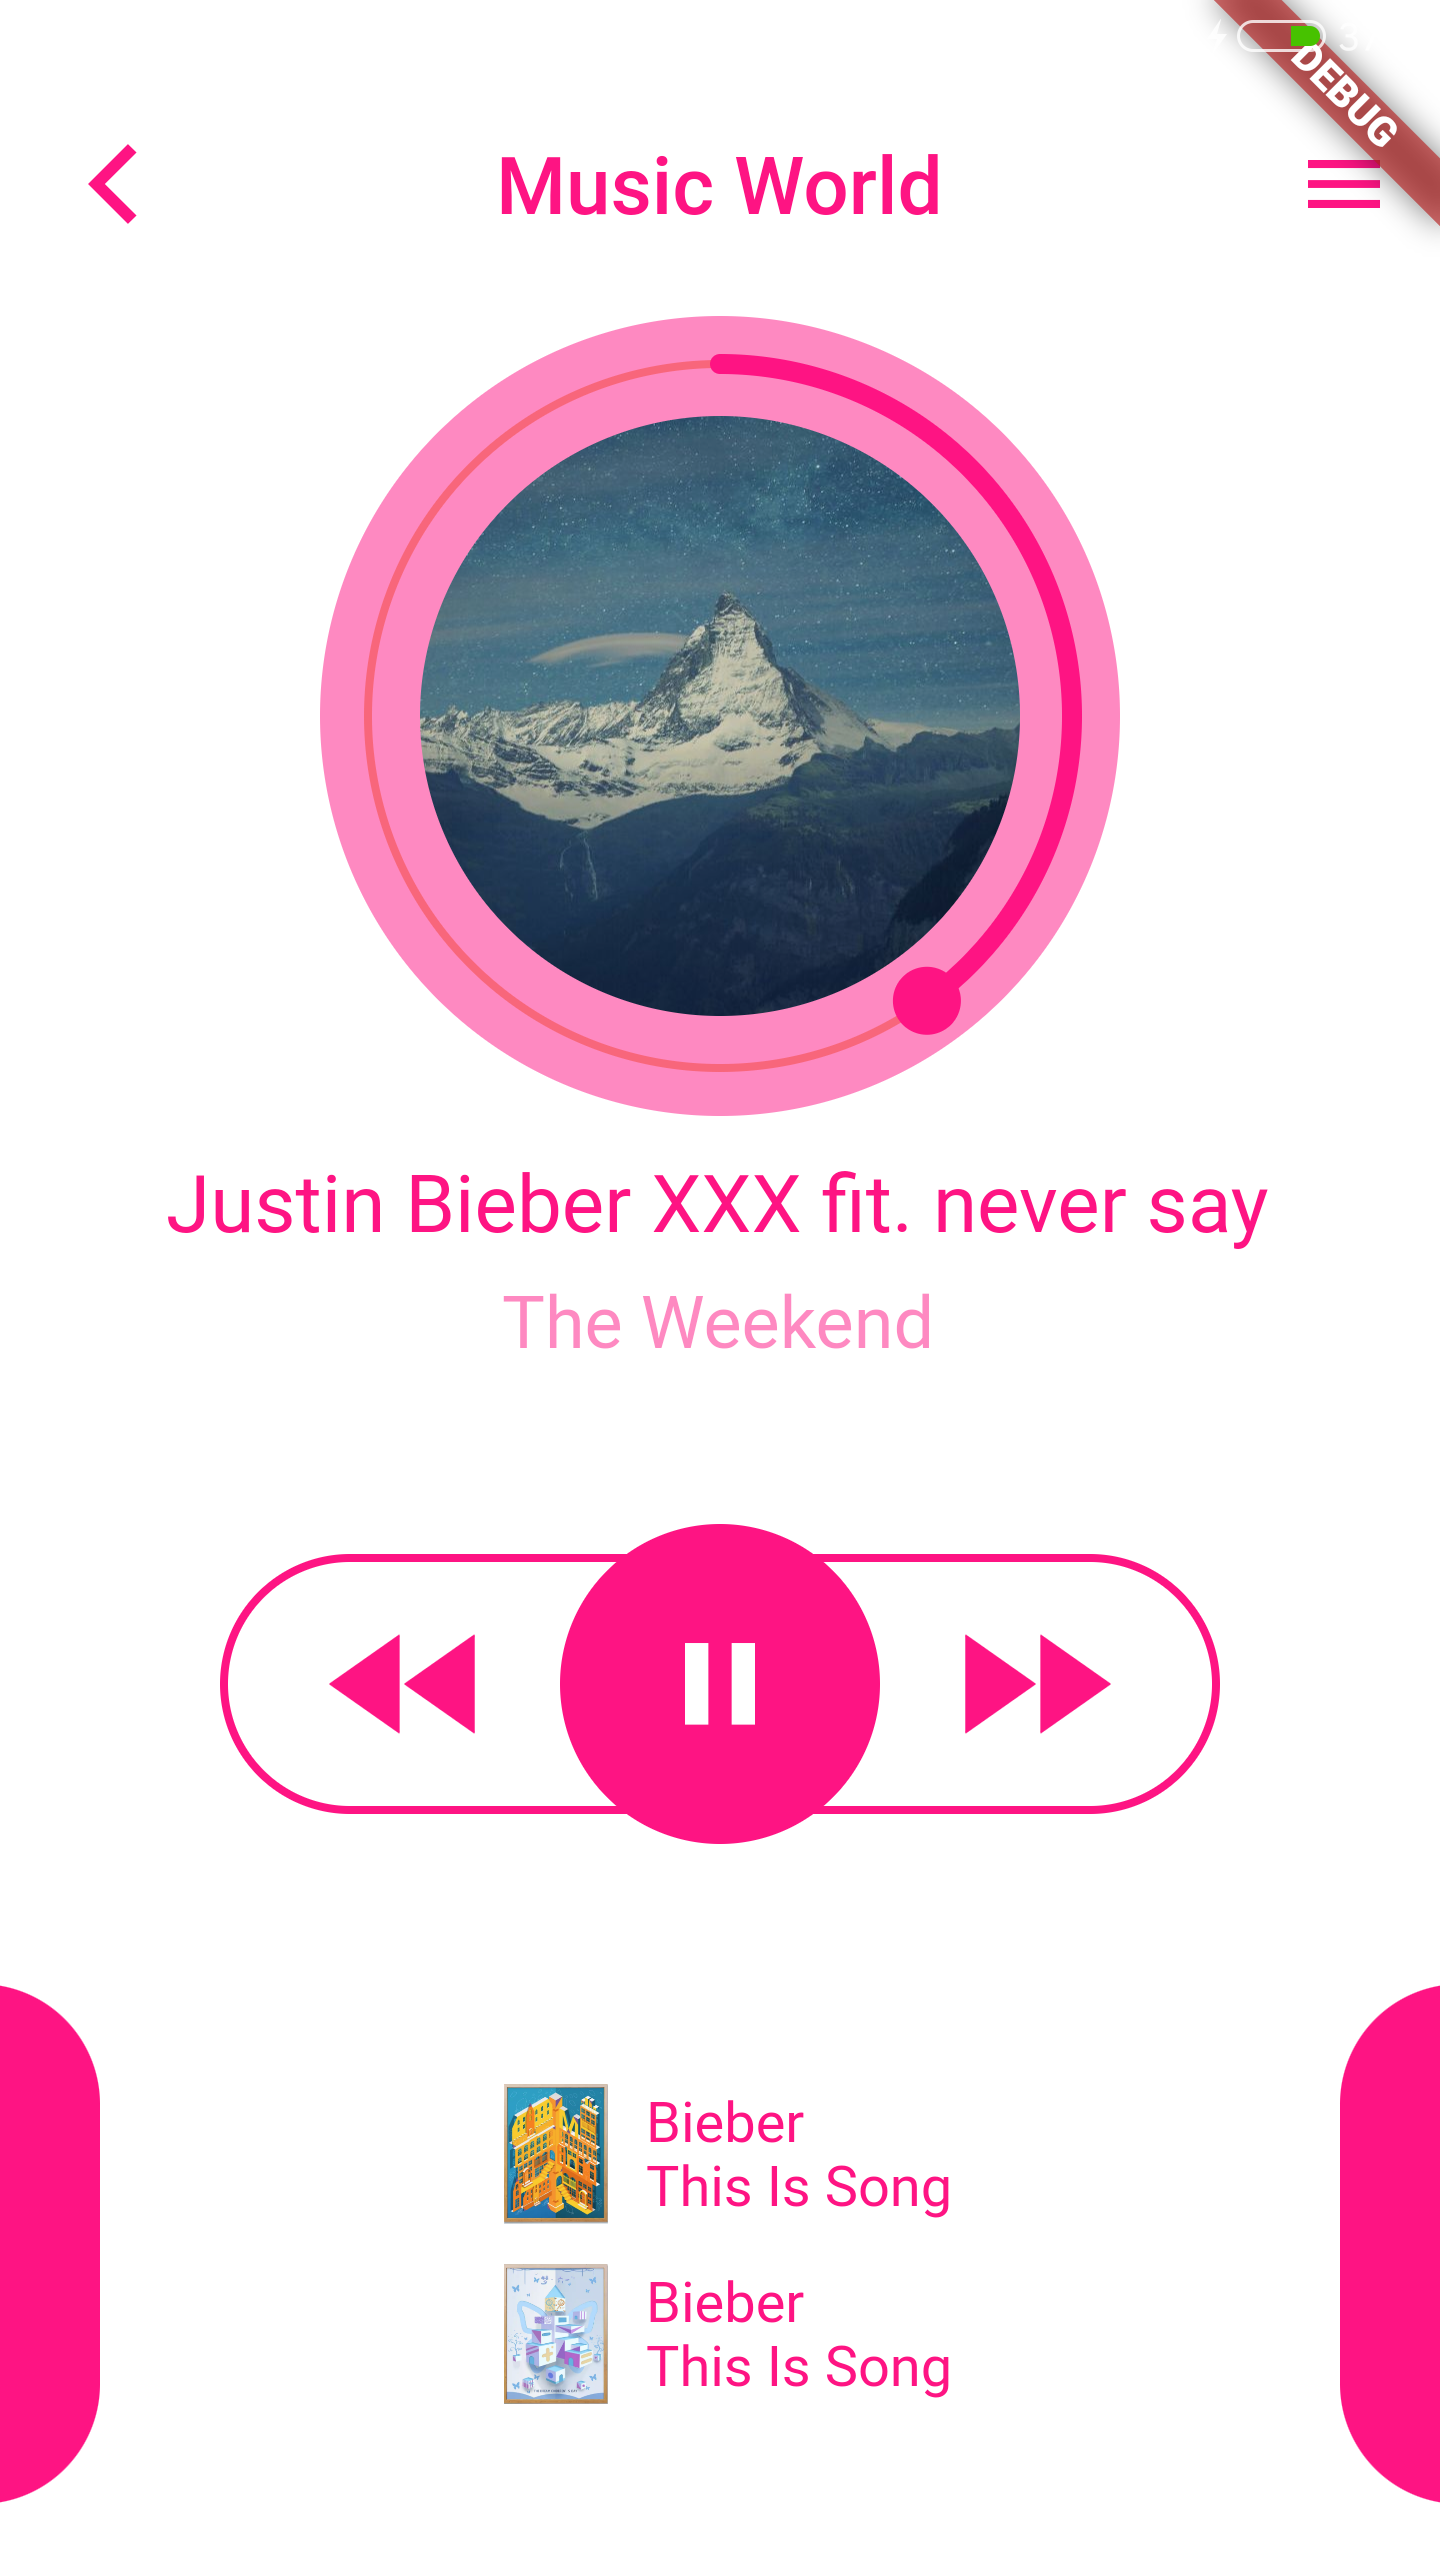 DEBUG
Music World
Justin Bieber XXX fit. never say
The Weekend
Bieber
This Is Song
Bieber
This Is Song